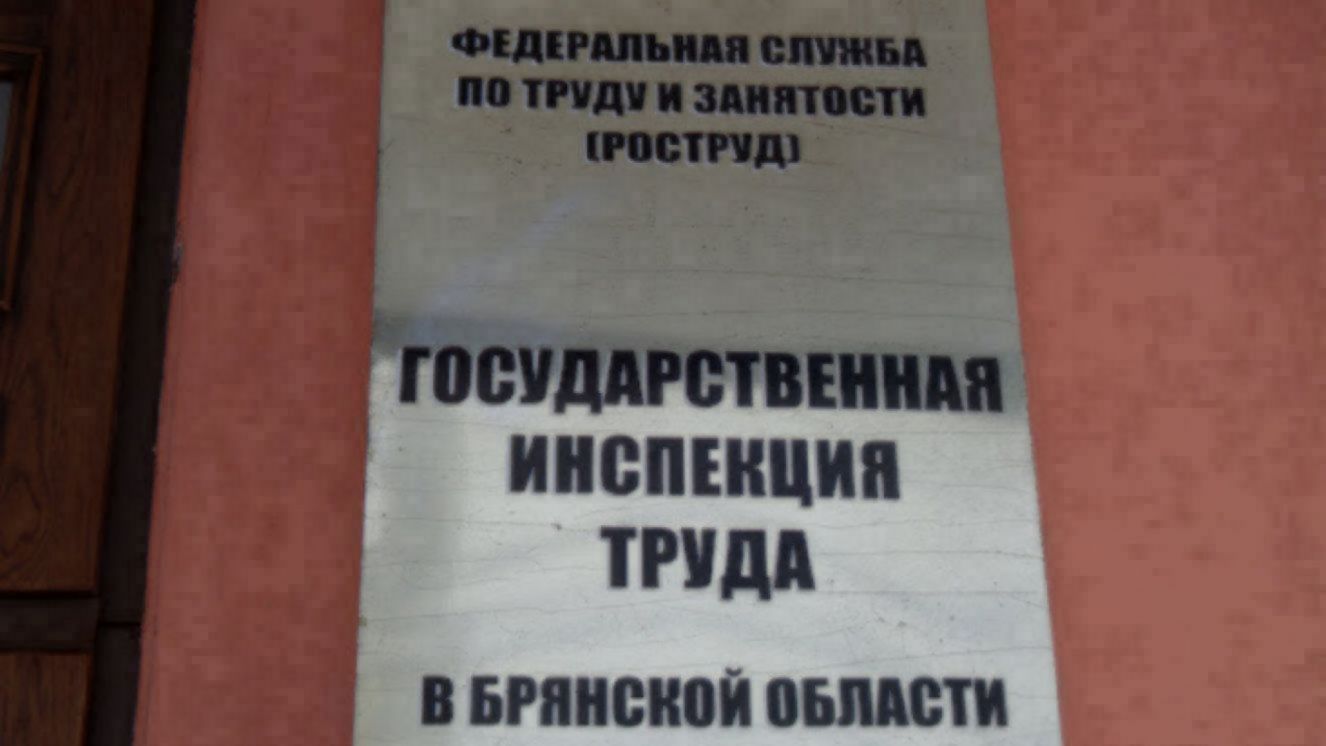 ФЕДЕРАЛЬНАЯ СЛУЖБА
ПО ТРУДУ И ЗАНЯТОСТИ
(РОСТРУД)
ГОСУДАРСТВЕННАЯ
ИНСПЕКЦИЯ
ТРУДА
В БРЯНСКОЙ ОБЛАСТИ